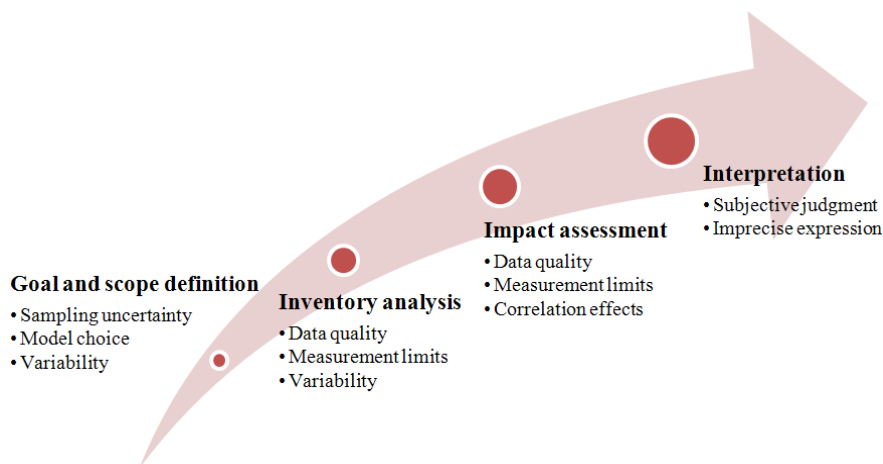 Goal and scope definition
• Sampling uncertainty
• Model choice
• Variability
Inventory analysis
• Data quality
• Measurement limits
• Variability
Impact assessment
• Data quality
• Measurement limits
• Correlation effects
Interpretation
• Subjective judgment
• Imprecise expression